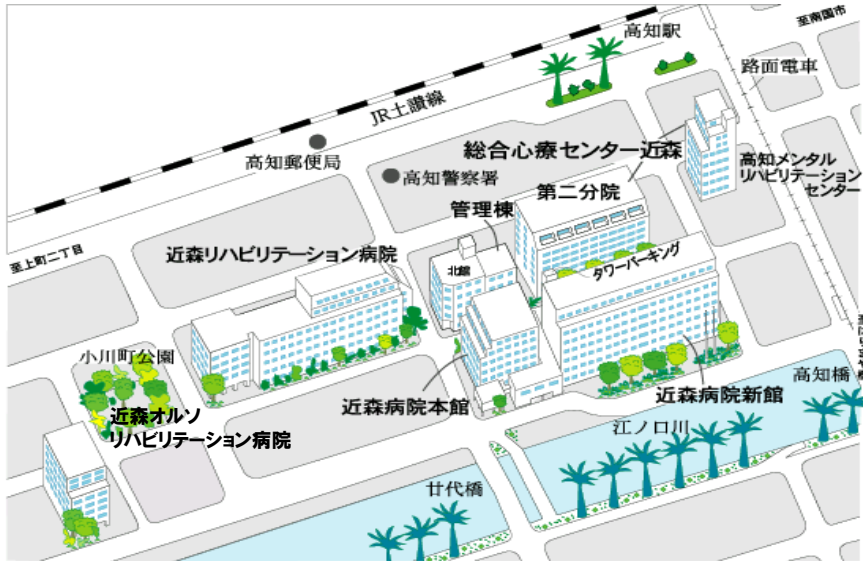 至南国市
高知駅
路面電車
JR土讃線
高知郵便局
総合心療センター近森
高知警察署
高知メンタル
リハビリテーション
センター
第二分院
管理棟
至上町二丁目
近森リハビリテーション病院
北館
タワーパーキング
小川町公園
高知橋
近森病院本館
近森病院新館
近森オルソ
リハビリテーション病院
江ノ口川
廿代橋